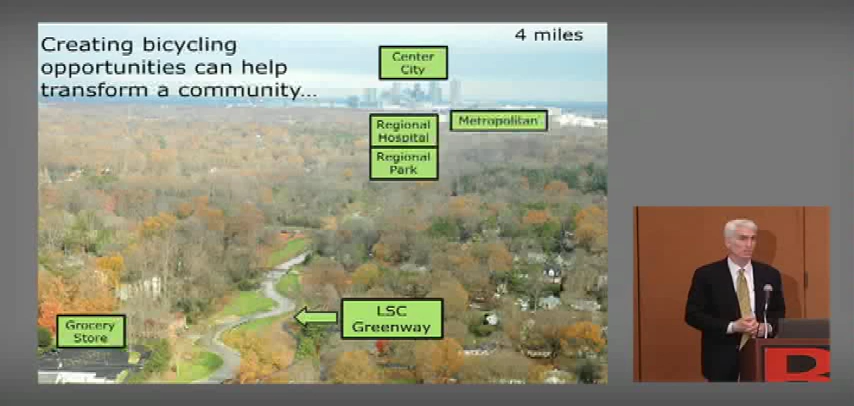 Creating bicycling
opportunities can help
transform a community...
4 miles
Center
City
Regional
Hospital
Metropolitan
Regional
Park
LSC
Greenway
Grocery
Store